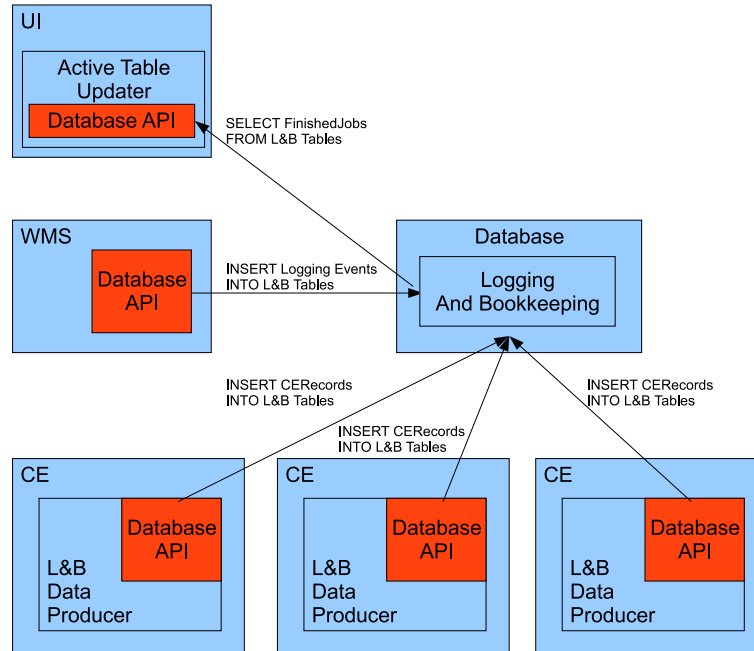 UI
Active Table
Updater
Database API
SELECT FinishedJobs
FROM L&B Tables
WMS
Database
API
INSERT Logging Events
INTO L&B Tables
Database
Logging
And Bookkeeping
INSERT CERecords
INTO L&B Tables
INSERT CERecords
INTO L&B Tables
INSERT CERecords
INTO L&B Tables
CE
Database
API
L&B
Data
Producer
CE
Database
API
L&B
Data
Producer
CE
Database
API
L&B
Data
Producer